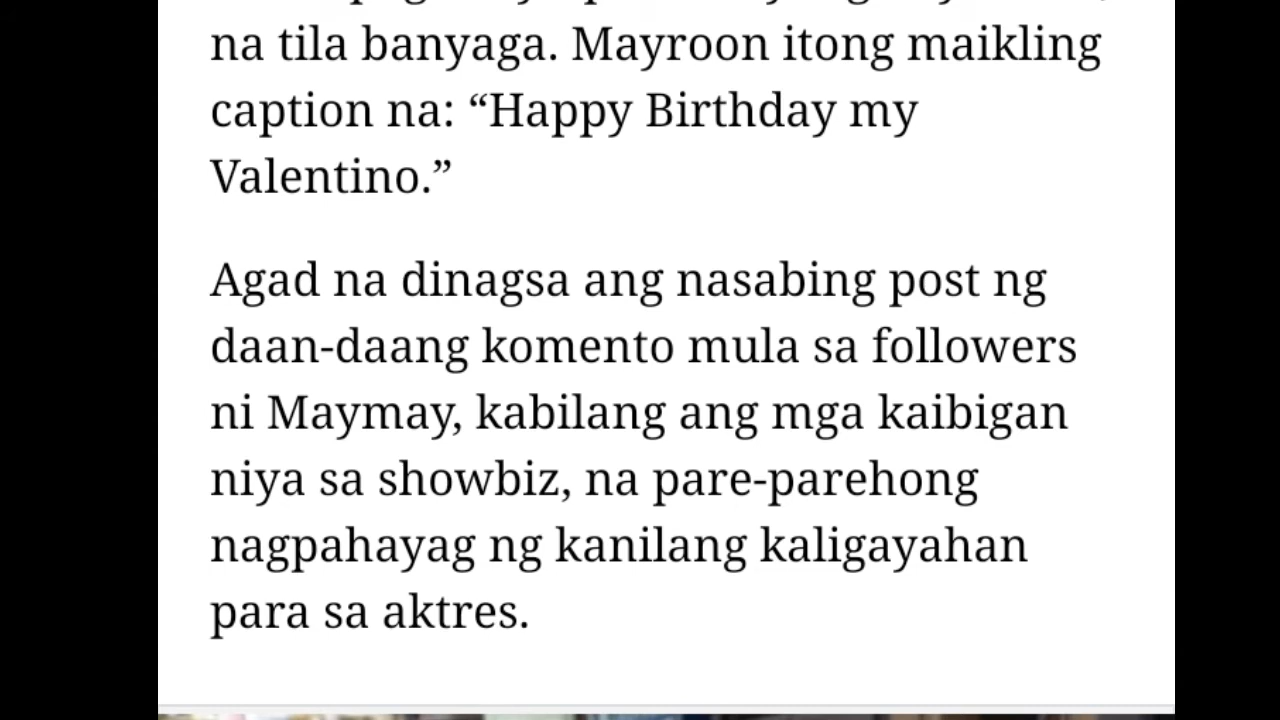 na tila banyaga. Mayroon itong maikling
caption na: “Happy Birthday my
Valentino.”
Agad na dinagsa ang nasabing post ng
daan-daang komento mula sa followers
ni Maymay, kabilang ang mga kaibigan
niya sa showbiz, na pare-parehong
nagpahayag ng kanilang kaligayahan
para sa aktres.